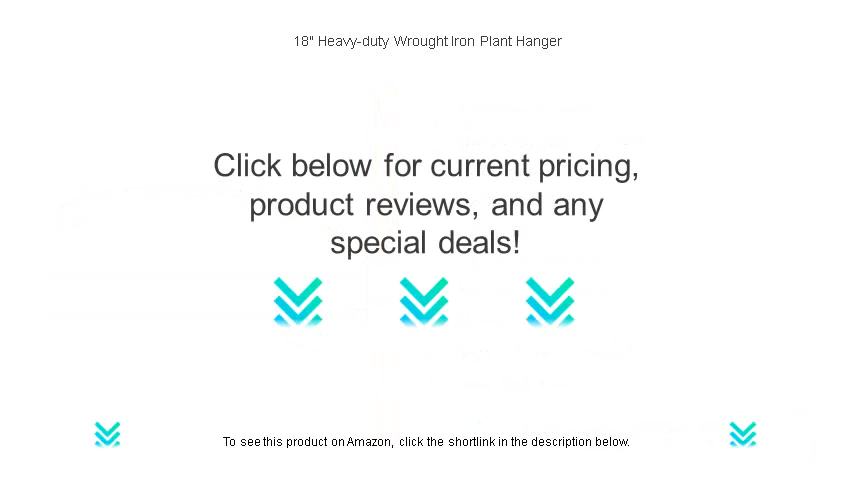 18" Heavy-duty Wrought Iron Plant Hanger
Click below for current pricing,
product reviews, and any
special deals!
To see this product on Amazon, click the shortlink in the description below.